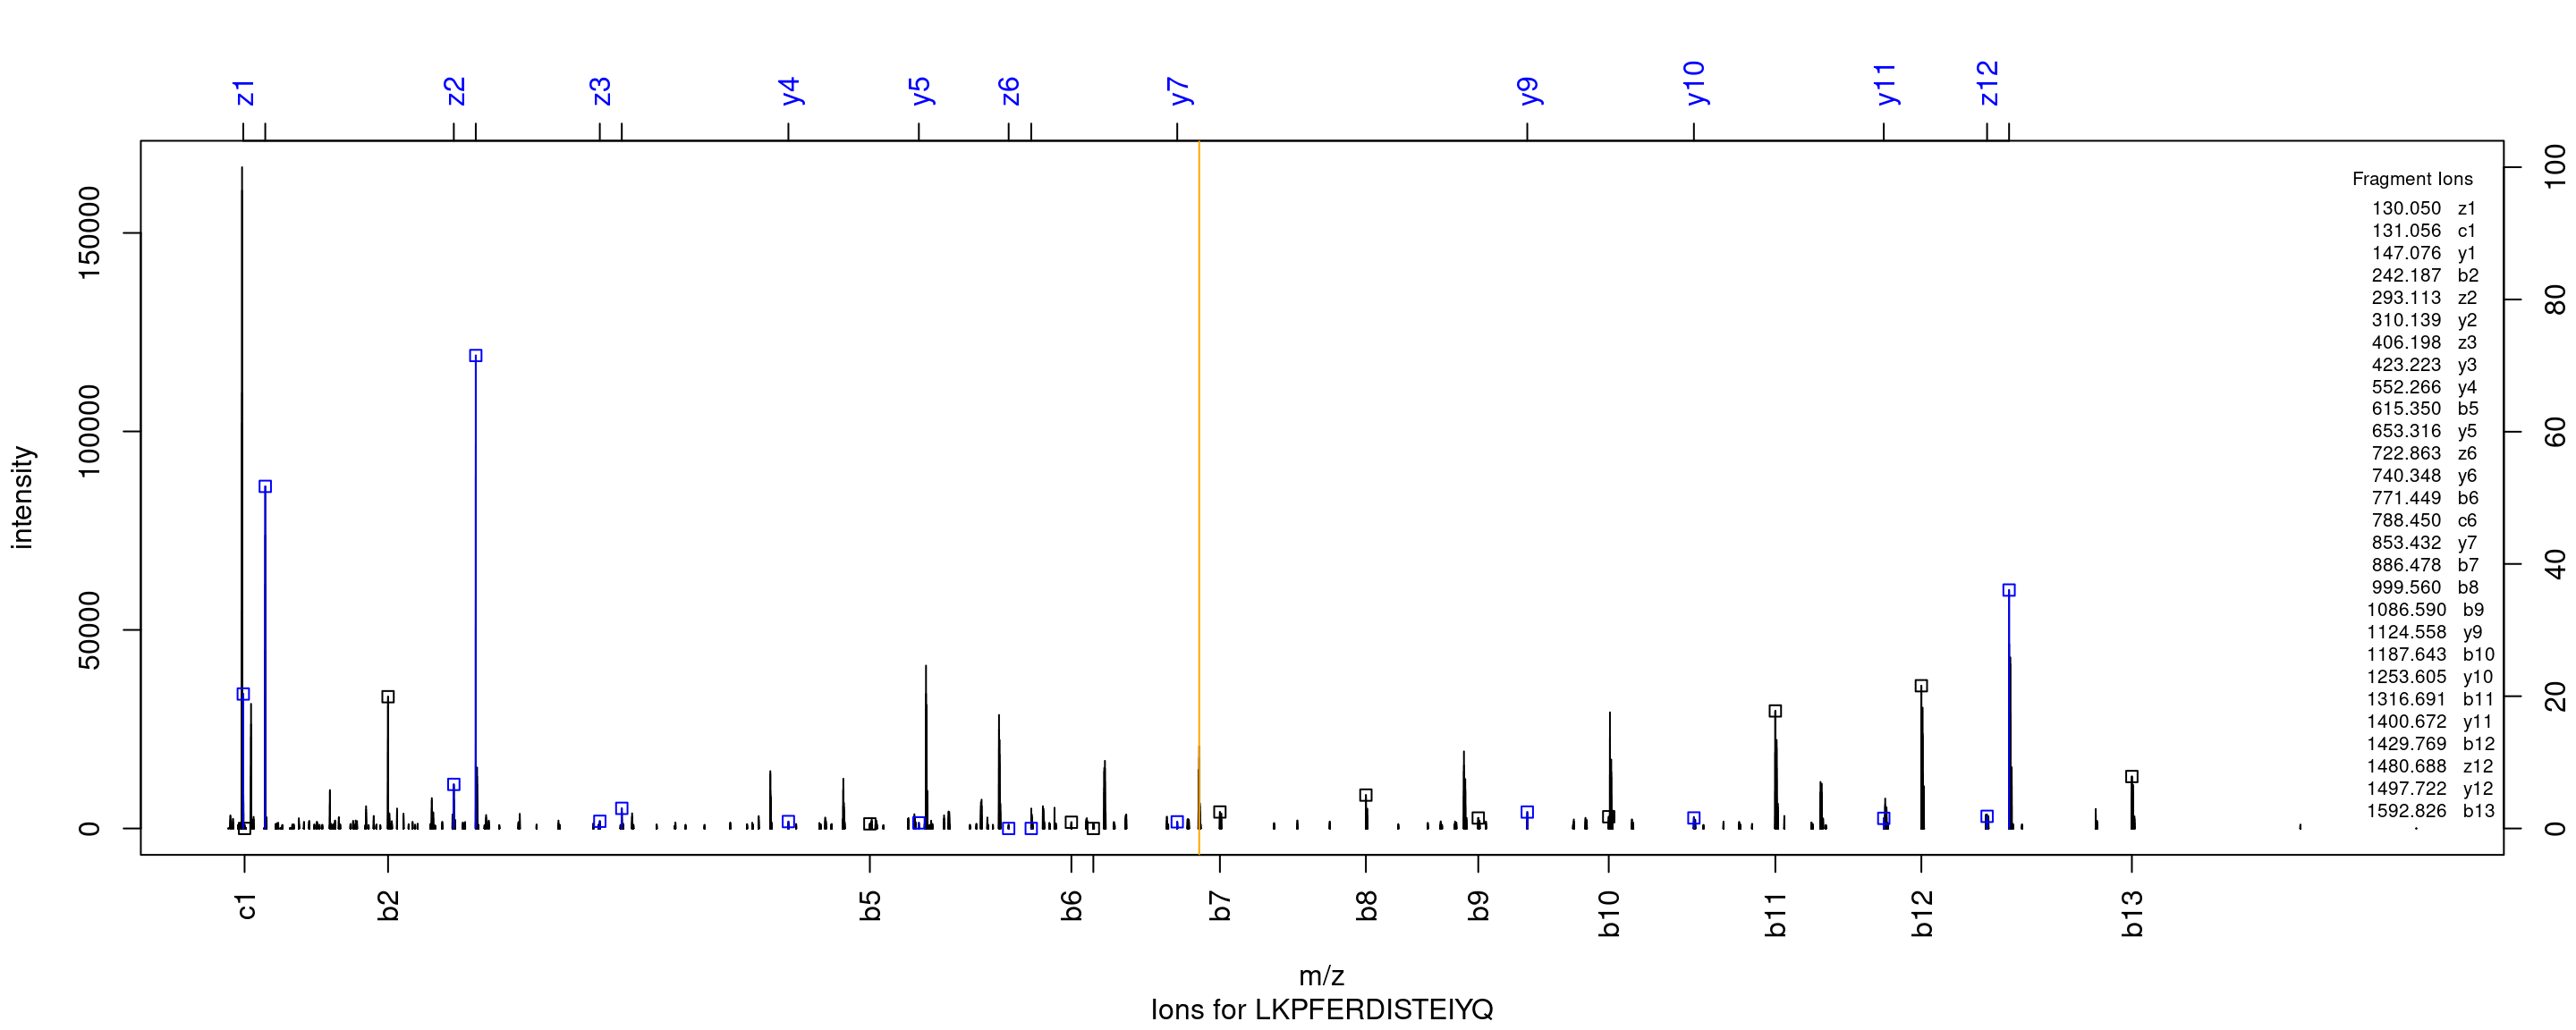 z1 z2 z3 y4 y5 z6 y7 y9 y10 y11 z12
150000
100000
50000
0
intensity
100
80
60
40
20
0
Fragment Ions
130.050 z1
131.056 c1
147.076 y1
242.187 b2
293.113 z2
310.139 y2
406.198 z3
423.223 y3
552.266 y4
615.350 b5
653.316 y5
722.863 z6
740.348 y6
771.449 b6
788.450 c6
853.432 y7
886.478 b7
999.560 b8
1086.590 b9
1124.558 y9
1187.643 b10
1253.605 y10
1316.691 b11
1400.672 y11
1429.769 b12
1480.688 z12
1497.722 y12
1592.826 b13
c1 b2 b5 b6 b7 b8 b9 b10 b11 b12 b13
m/z
Ions for LKPFERDISTEIYQ